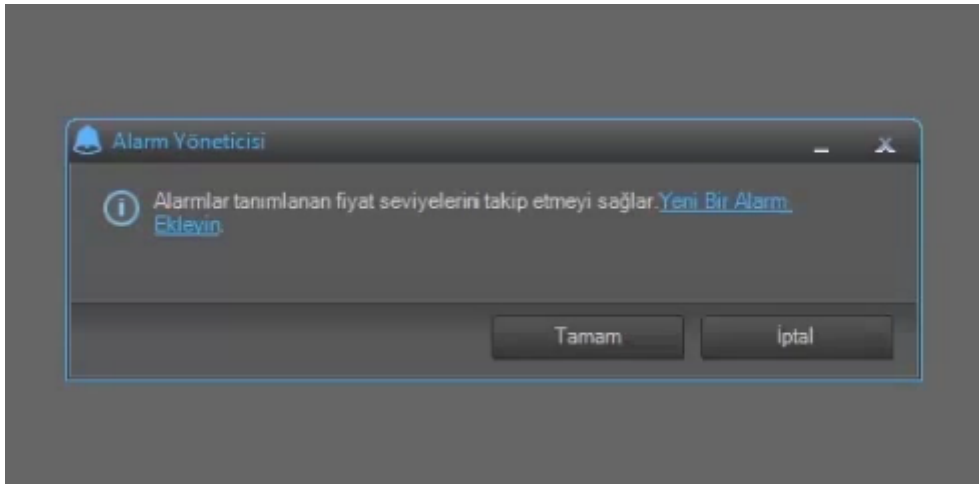 Alarm Yöneticisi
Alarmlar tanımlanan fiyat seviyelerini takip etmeyi sağlar.Yeni Bir Alarm
Ekleyin.
Tamam
İptal